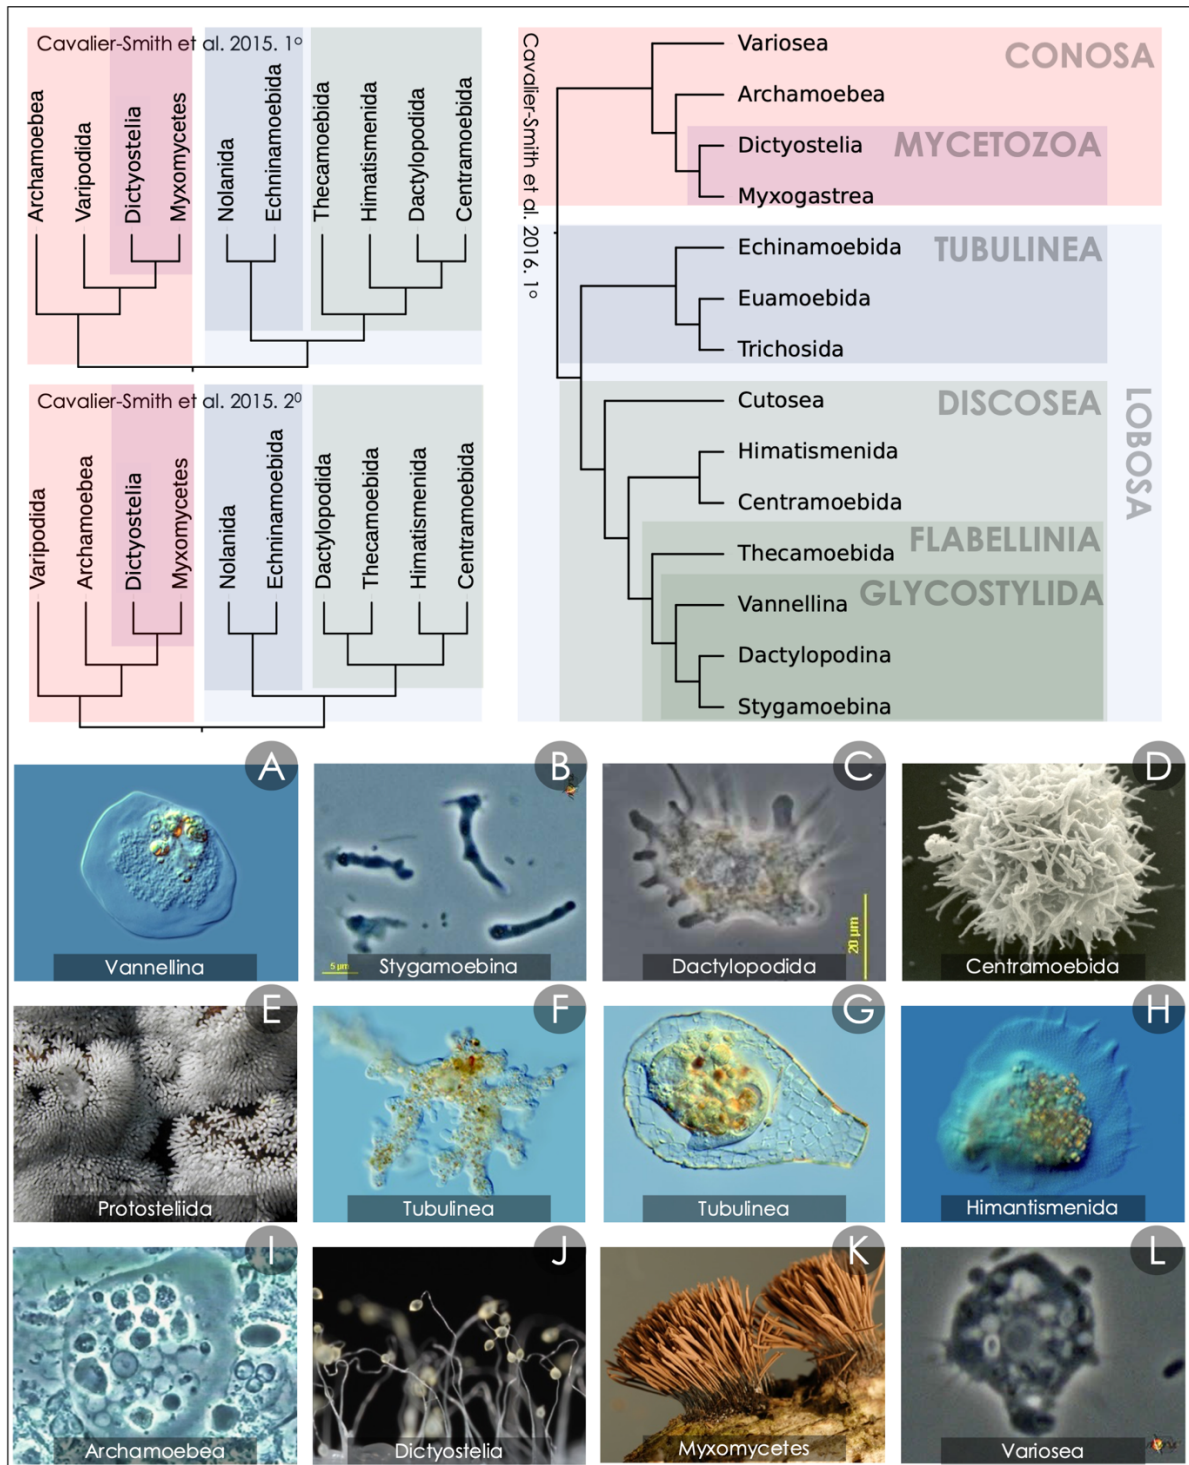 Cavalier-Smith et al. 2015. 1º
Archamoebea
Varipodida
Dictyostelia
Myxomycetes
Nolanida
Echninamoebida
Thecamoebida
Himatismenida
Dactylopodida
Centramoebida
Cavalier-Smith et al. 2015. 2⁰
Varipodida
Archamoebea
Dictyostelia
Myxomycetes
Nolanida
Echninamoebida
Dactylopodida
Thecamoebida
Himatismenida
Centramoebida
Cavalier-Smith et al. 2016. 1º
Variosea
CONOSA
Archamoebea
Dictyostelia
MYCETOZOA
Myxogastrea
Echinamoebida
TUBULINEA
Euamoebida
Trichosida
Cutosea
DISCOSEA
LOBOSA
Himatismenida
Centramoebida
Thecamoebida
FLABELLINIA
Vannellina
GLYCOSTYLIDA
Dactylopodina
Stygamoebina
A
Vannellina
B
5 µm
Stygamoebina
C
20 µm
Dactylopodida
D
Centramoebida
E
Protosteliida
F
Tubulinea
G
Tubulinea
H
Himantismenida
I
Archamoebea
J
Dictyostelia
K
Myxomycetes
L
Variosea